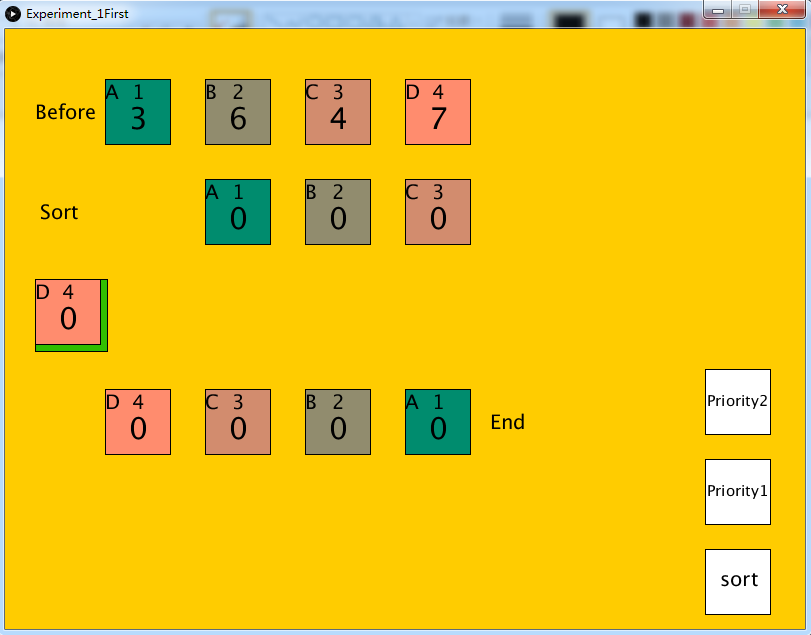 Experiment_1First
Before
A 1
3
B 2
6
C 3
4
D 4
7
Sort
A 1
0
B 2
0
C 3
0
D 4
0
D 4
0
C 3
0
B 2
0
A 1
0
End
Priority2
Priority1
sort